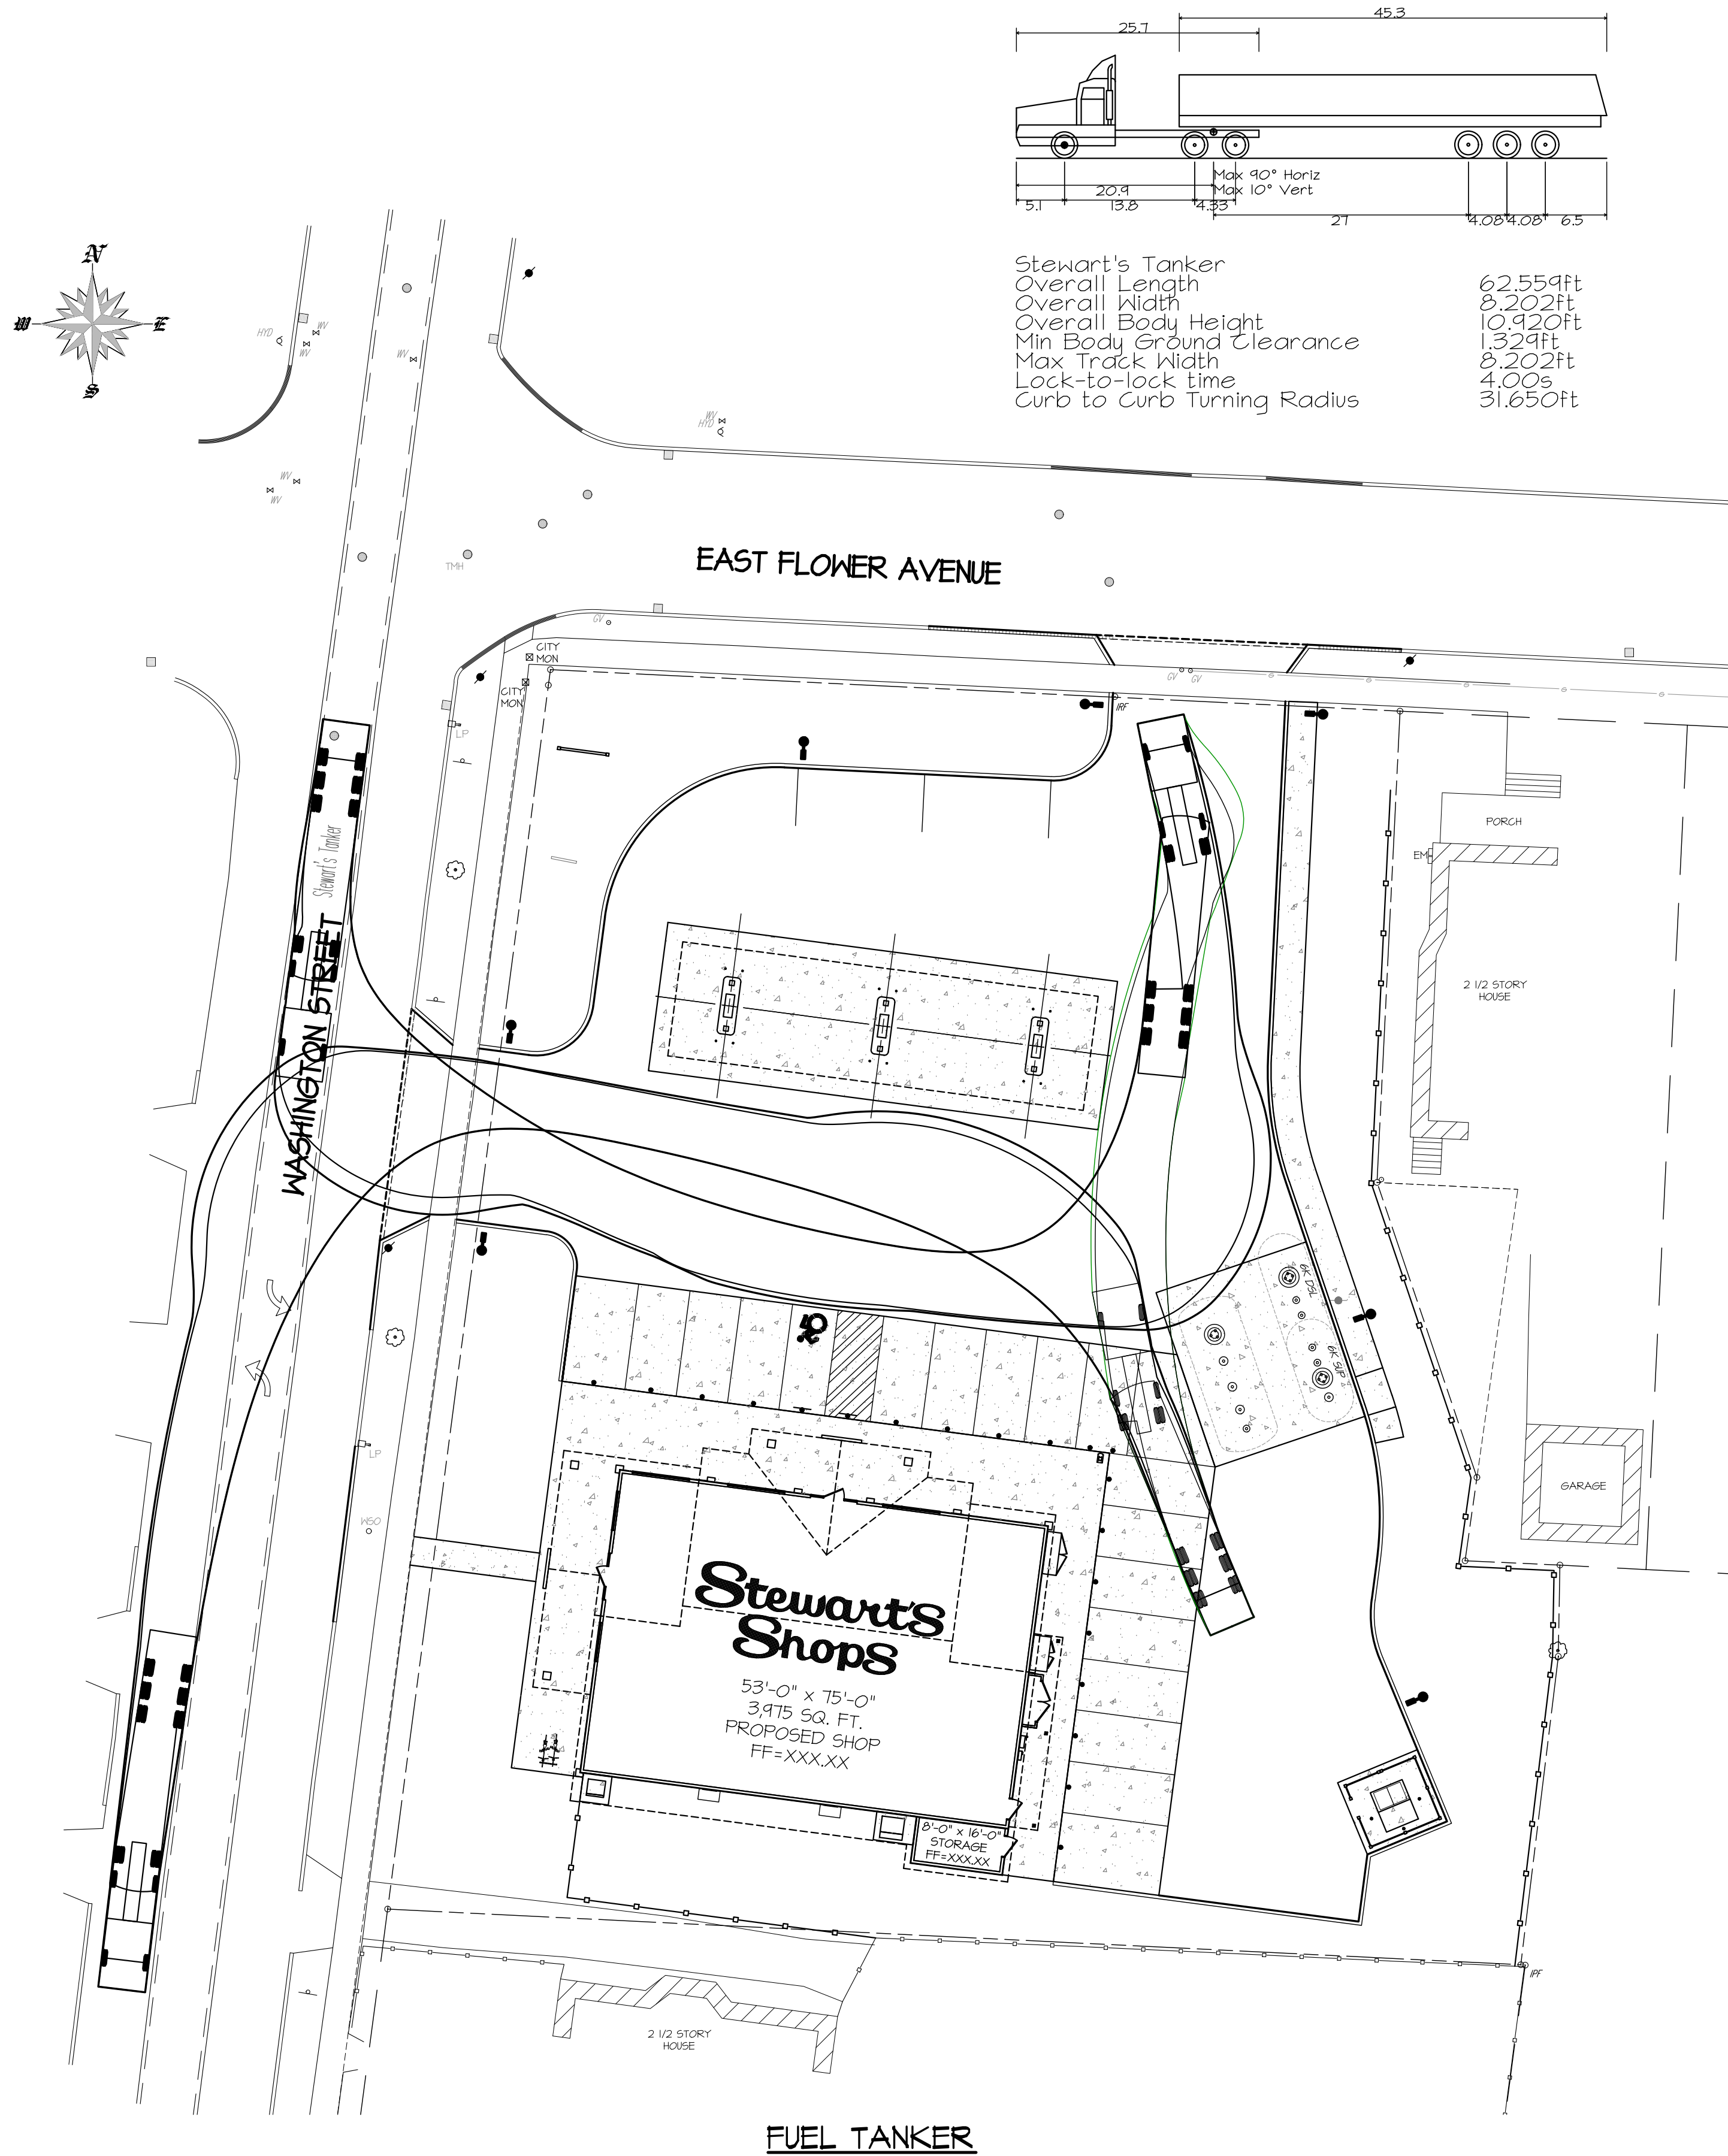 45.3
25.7
Max 90° Horiz
Max 10° Vert
20.9
5.1
13.8
4.33
27
4.08
4.08
6.5
Stewart's Tanker
Overall Length 62.559ft
Overall Width 8.202ft
Overall Body Height 10.920ft
Min Body Ground Clearance 1.329ft
Max Track Width 8.202ft
Lock-to-lock time 4.00s
Curb to Curb Turning Radius 31.650ft
N
W
E
S
HYD
WV
WV
WV
WV
HYD
WV
WV
TMH
EAST FLOWER AVENUE
GV
CITY
MON
CITY
MON
LP
GV
GV
G
G
G
G
G
IRF
Stewart's Tanker
WASHINGTON STREET
PORCH
EM
2 1/2 STORY
HOUSE
6K DSL
6K SUP
LP
WSO
GARAGE
Stewart's
Shops
53'-0" x 75'-0"
3,975 SQ. FT.
PROPOSED SHOP
FF=XXX.XX
8'-0" x 16'-0"
STORAGE
FF=XXX.XX
IPF
2 1/2 STORY
HOUSE
FUEL TANKER